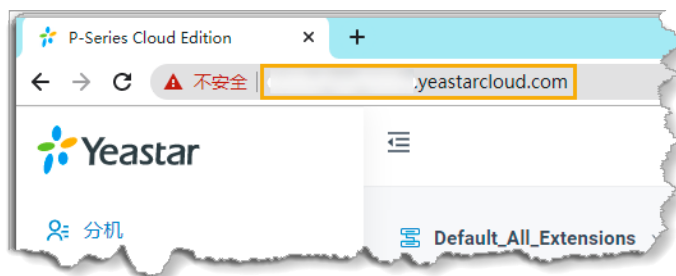 P-Series Cloud Edition
不安全
.yeastarcloud.com
Yeastar
分机
Default_All_Extensions